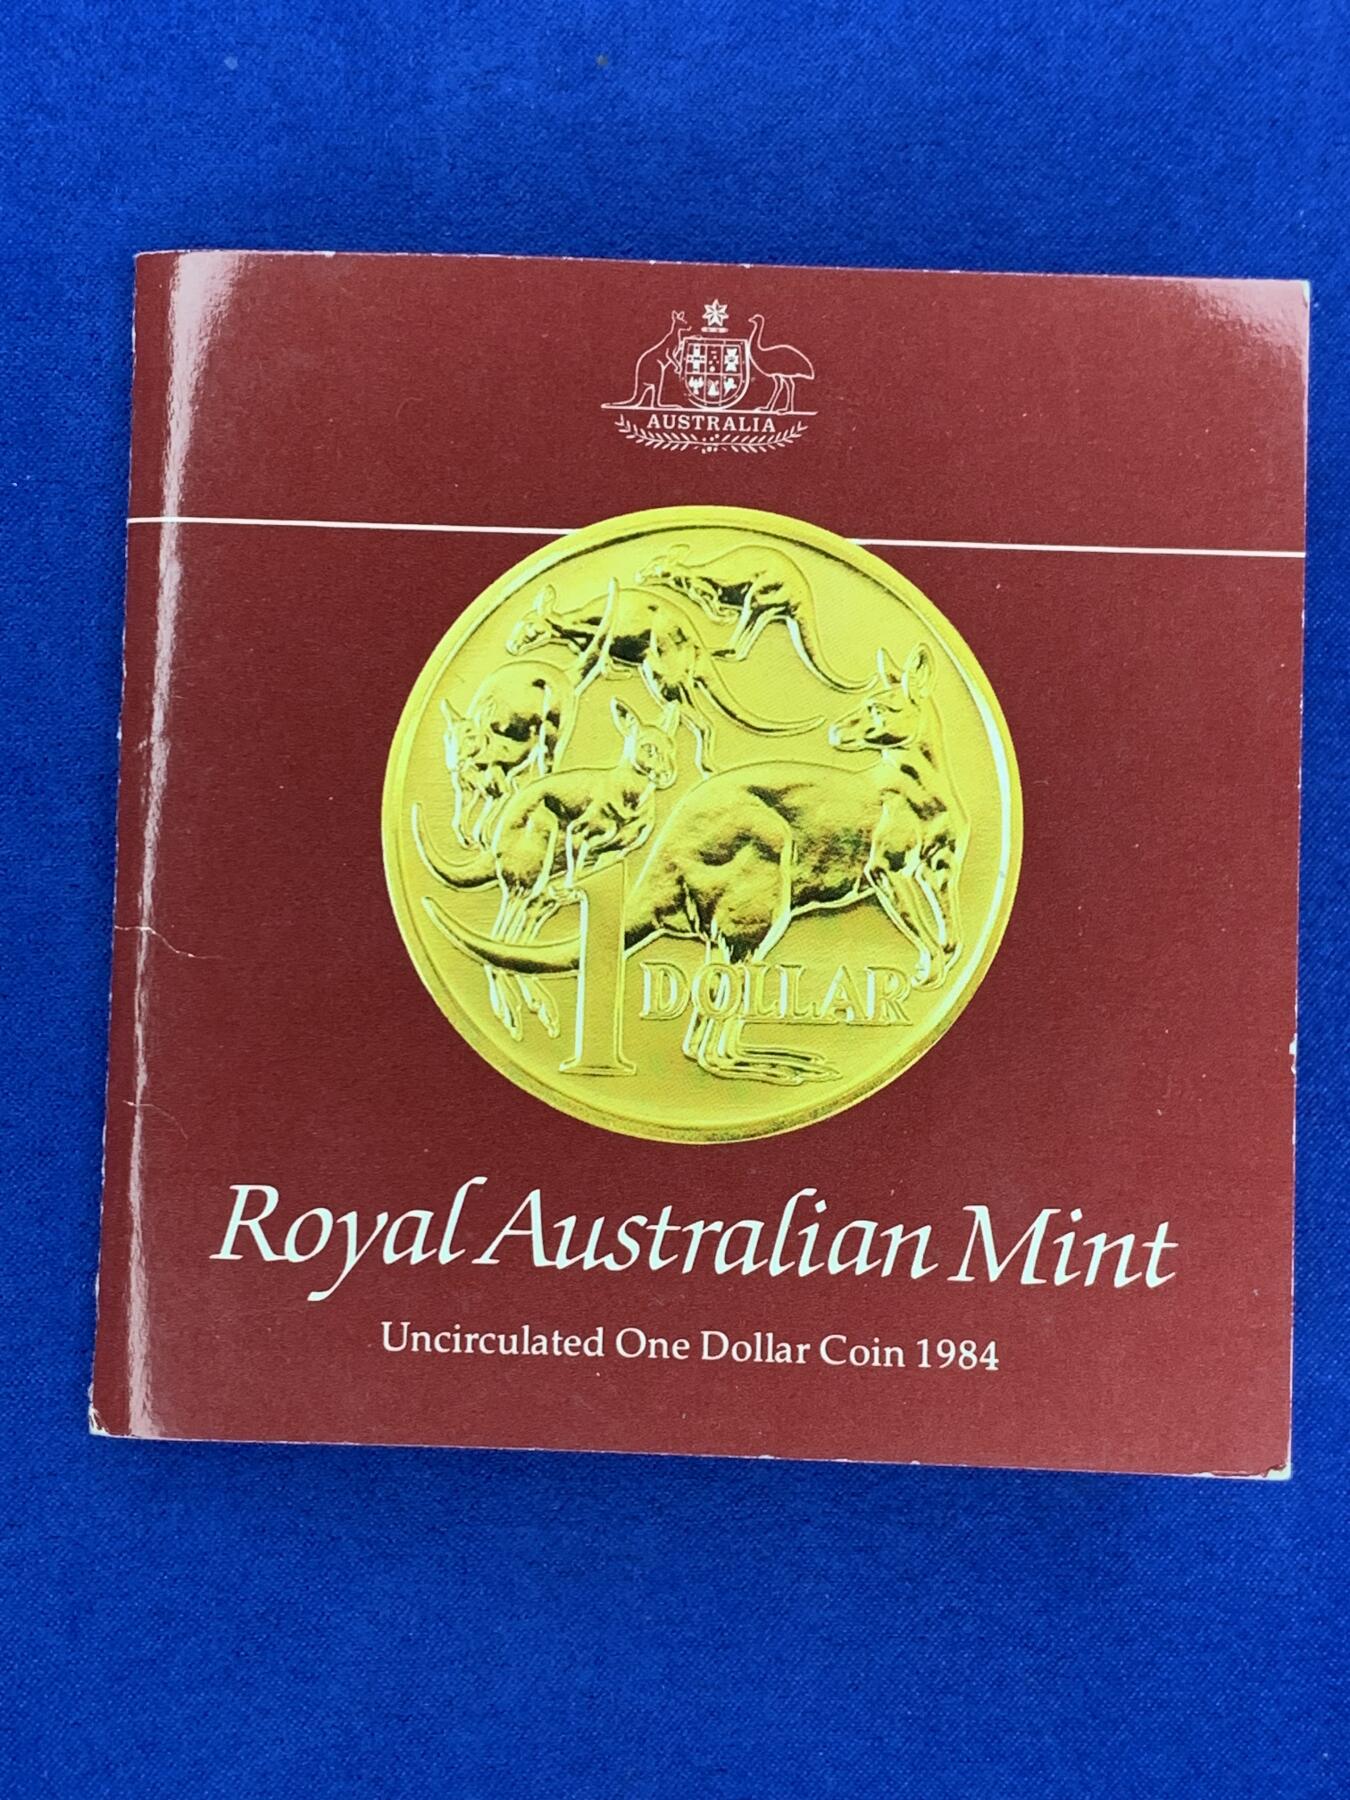 AUSTRALIA
1 DOLLAR
Royal Australian Mint
Uncirculated One Dollar Coin 1984